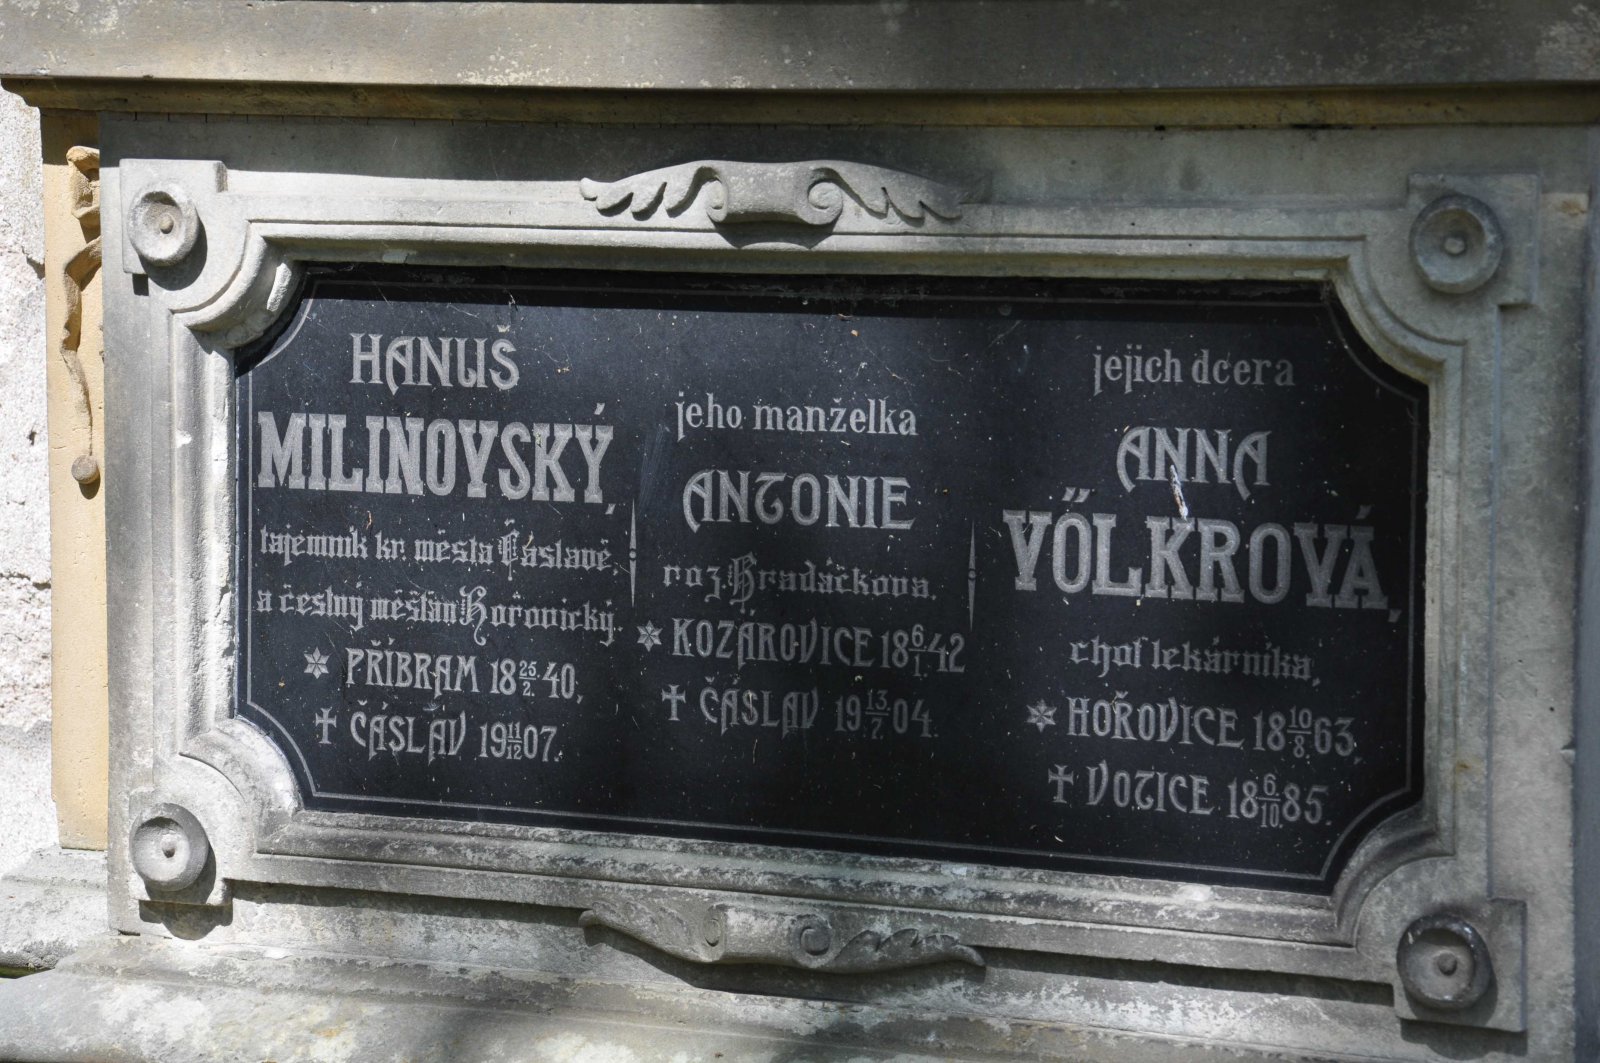 HANUŠ
MILINOVSKÝ,
tajemník kr. města Čáslavě,
a čestný měšťan Hořovický.
* PŘÍBRAM 18 25/2. 40,
† ČÁSLAV 19 11/12 07.
jeho manželka
ANTONIE
roz. Hradáčkova.
* KOZÁROVICE 18 6./1. 42
† ČÁSLAV 19 13./7. 04.
jejich dcera
ANNA
VÖLKROVÁ,
choť lekárníka,
* HOŘOVICE 18 10/8 63,
† VOTICE 18 6./10. 85.